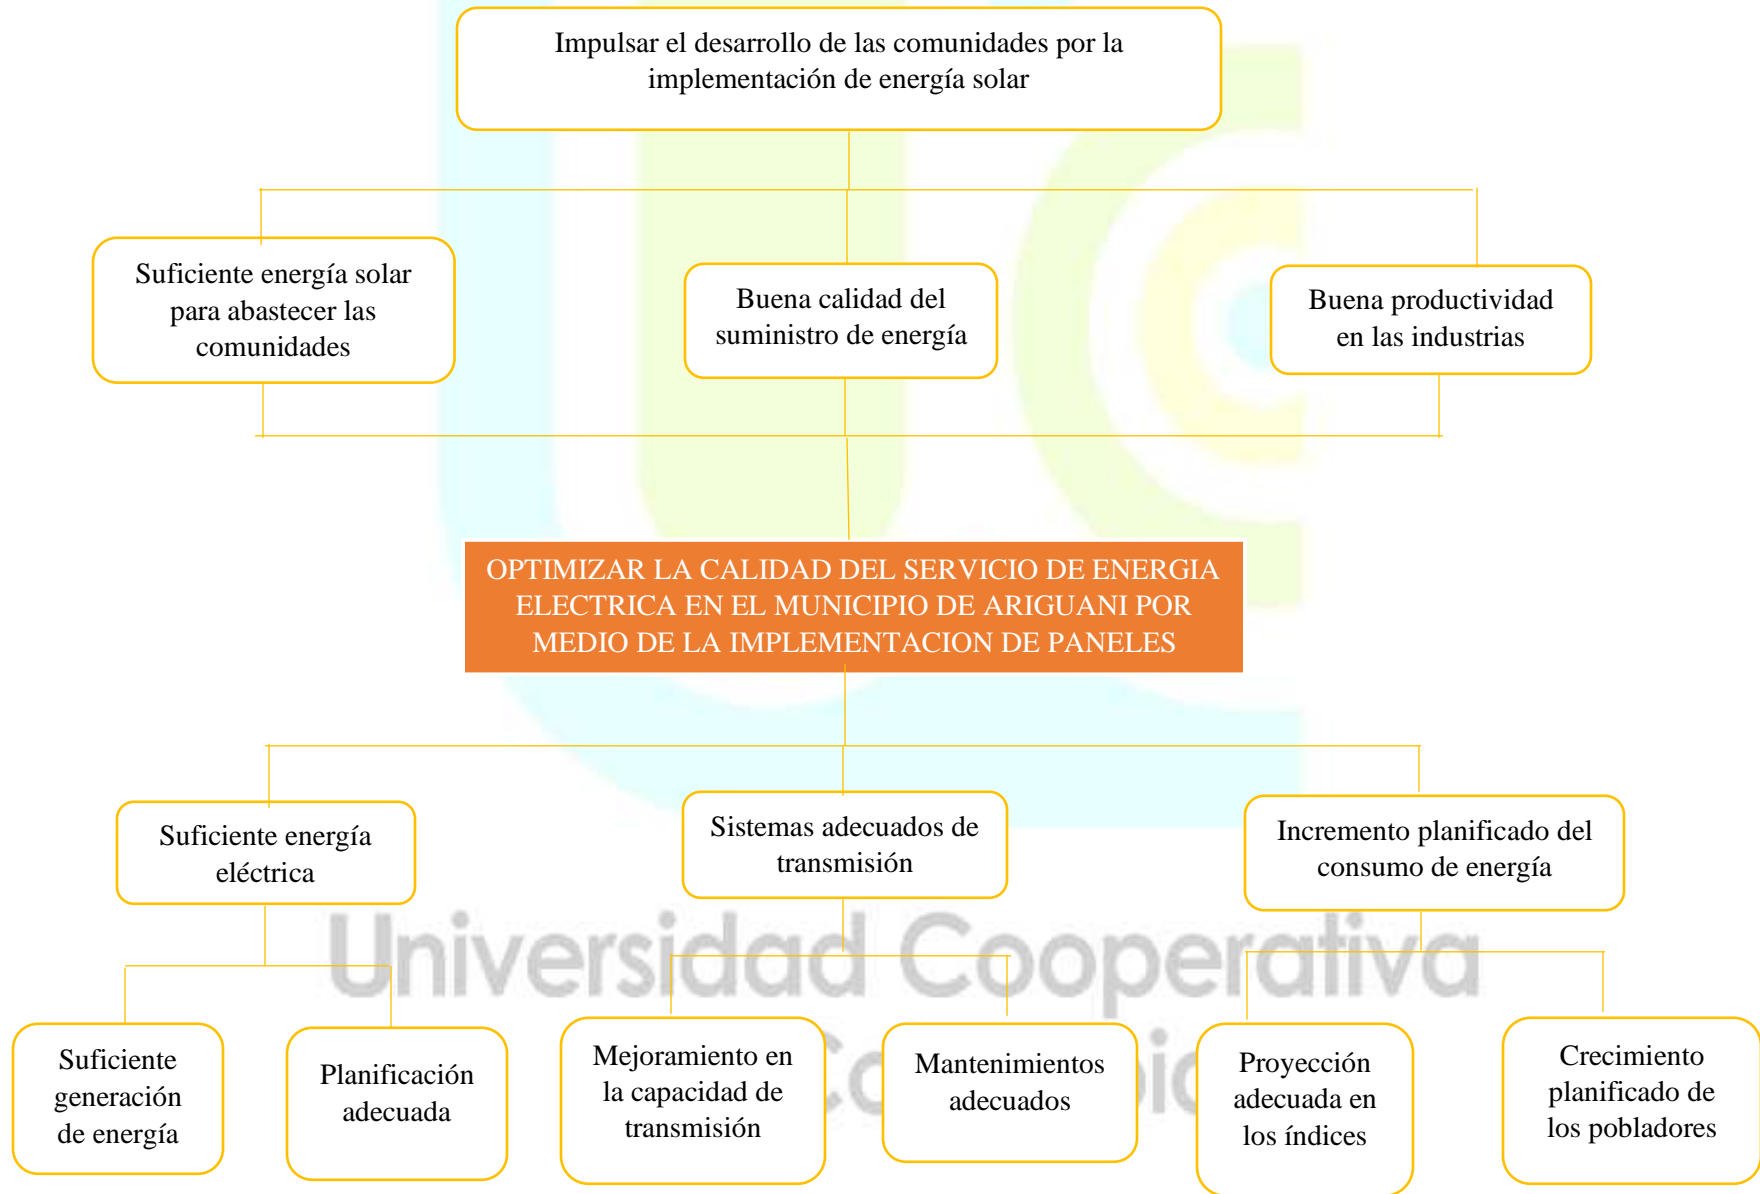 Impulsar el desarrollo de las comunidades por la
implementación de energía solar
Suficiente energía solar
para abastecer las
comunidades
Buena calidad del
suministro de energía
Buena productividad
en las industrias
OPTIMIZAR LA CALIDAD DEL SERVICIO DE ENERGIA
ELECTRICA EN EL MUNICIPIO DE ARIGUANI POR
MEDIO DE LA IMPLEMENTACION DE PANELES
Suficiente energía
eléctrica
Sistemas adecuados de
transmisión
Incremento planificado del
consumo de energía
Universidad Cooperativa
Suficiente
generación
de energía
Planificación
adecuada
Mejoramiento en
la capacidad de
transmisión
Mantenimientos
adecuados
Proyección
adecuada en
los índices
Crecimiento
planificado de
los pobladores